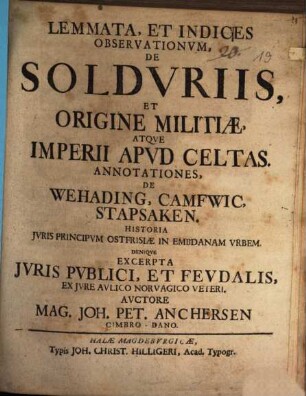 LEMMATA, ET INDICES
OBSERVATIONVM,
DE
SOLDVRIIS,
ET
ORIGINE MILITIÆ,
ATQVE
IMPERII APVD CELTAS.
ANNOTATIONES,
DE
WEHADING, CAMFWIC,
STAPSAKEN.
HISTORIA
JVRIS PRINCIPVM OSTFRISIÆ IN EMBDANAM VRBEM.
DENIQVE
EXCERPTA
JVRIS PVBLICI, ET FEVDALIS,
EX JVRE AVLICO NORVAGICO VETERI,
AVCTORE
MAG. JOH. PET. ANCHERSEN
CIMBRO - DANO.
HALÆ MAGDEBVRGICÆ,
Typis JOH. CHRIST. HILLIGERI, Acad. Typogr.
20. 19